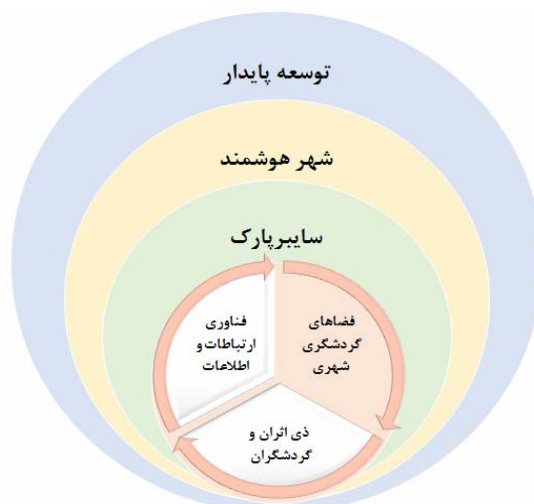 توسعه پایدار
شهر هوشمند
سایبرپارک
فضاهای
گردشگری
شهری
فناوری
ارتباطات و
اطلاعات
ذی اثران و
گردشگران